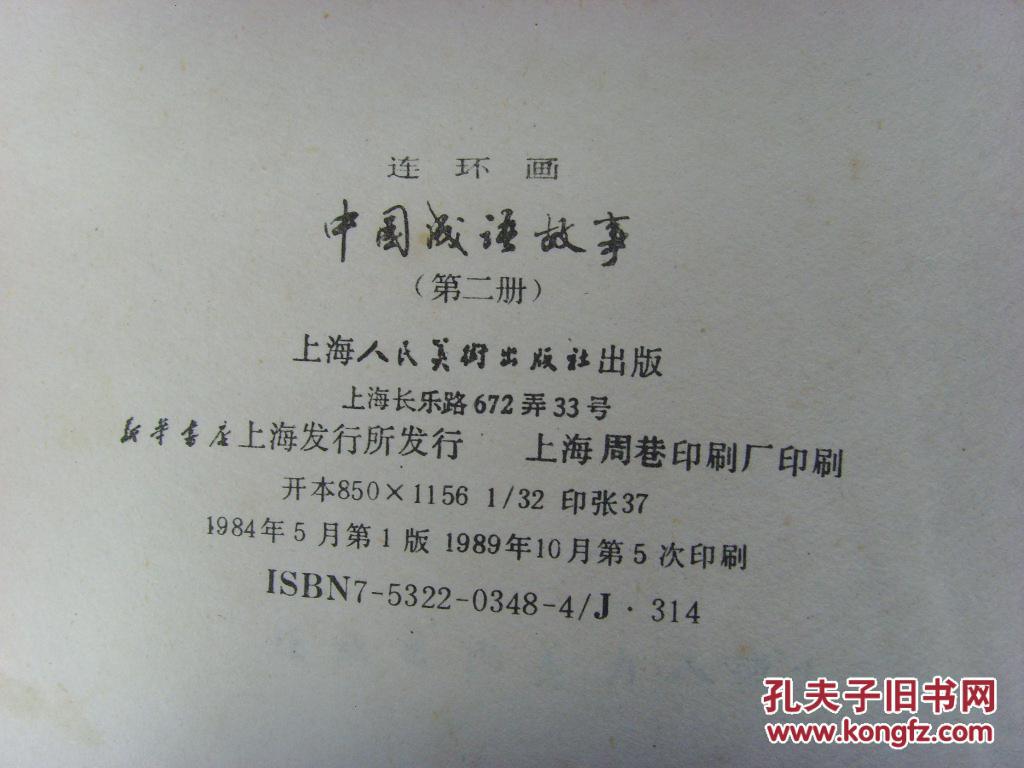 连 环 画
中国成语故事
（第二册）
上海人民美術出版社出版
上海长乐路672弄33号
新华书店上海发行所发行 上海周巷印刷厂印刷
开本850×1156 1/32 印张37
1984年5月第1版 1989年10月第5次印刷
ISBN7-5322-0348-4/J·314
孔夫子旧书网
www.kongfz.com